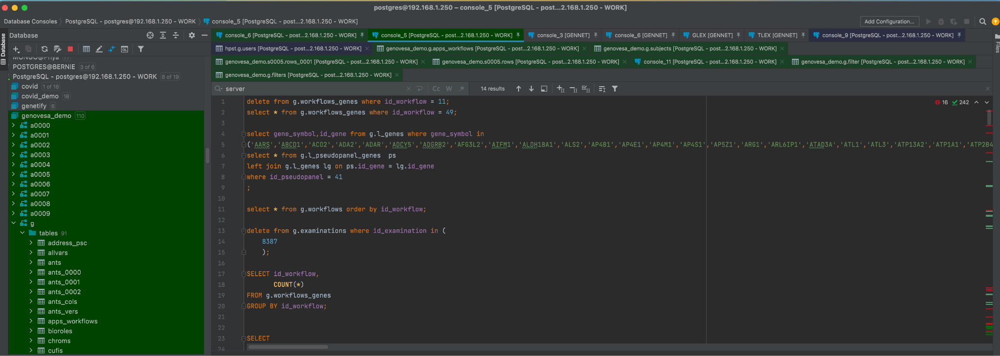 postgres@192.168.1.250 – console_5 [PostgreSQL - post...2.168.1.250 - WORK]
Database Consoles PostgreSQL - postgres@192.168.1.250 - WORK console_5 [PostgreSQL - post...2.168.1.250 - WORK] Add Configuration...
Database
Database
POSTGRES@BERNIE 3 of 6
PostgreSQL - postgres@192.168.1.250 - WORK 8 of 19
covid 1 of 18
covid_demo 18
genetify 6
genovesa_demo 110
a0000
a0001
a0002
a0003
a0004
a0005
a0006
a0007
a0008
a0009
g
tables 91
address_psc
allvars
ants
ants_0000
ants_0001
ants_0002
ants_cols
ants_vers
apps_workflows
bioroles
chroms
cufis
console_6 [PostgreSQL - post...2.168.1.250 - WORK] console_5 [PostgreSQL - post...2.168.1.250 - WORK] console_3 [GENNET] console_6 [GENNET] GLEX [GENNET] TLEX [GENNET] console_9 [PostgreSQL - post...2.168.1.250 - WORK]
hpst.g.users [PostgreSQL - post...2.168.1.250 - WORK] genovesa_demo.g.apps_workflows [PostgreSQL - post...2.168.1.250 - WORK] genovesa_demo.g.subjects [PostgreSQL - post...2.168.1.250 - WORK]
genovesa_demo.s0005.rows_0001 [PostgreSQL - post...2.168.1.250 - WORK] genovesa_demo.s0005.rows [PostgreSQL - post...2.168.1.250 - WORK] console_11 [PostgreSQL - post...2.168.1.250 - WORK] genovesa_demo.g.filter [PostgreSQL - post...2.168.1.250 - WORK]
genovesa_demo.g.filters [PostgreSQL - post...2.168.1.250 - WORK]
server Cc W .* 14 results
16 242
1 delete from g.workflows_genes where id_workflow = 11;
2 select * from g.workflows_genes where id_workflow = 49;
3
4 select gene_symbol,id_gene from g.l_genes where gene_symbol in
5 ('AARS','ABCD1','ACO2','ADA2','ADAR','ADCY5','ADGRB2','AFG3L2','AIFM1','ALDH18A1','ALS2','AP4B1','AP4E1','AP4M1','AP4S1','AP5Z1','ARG1','ARL6IP1','ATAD3A','ATL1','ATL3','ATP13A2','ATP1A1','ATP2B4
6 select * from g.l_pseudopanel_genes ps
7 left join g.l_genes lg on ps.id_gene = lg.id_gene
8 where id_pseudopanel = 41
9 ;
10
11 select * from g.workflows order by id_workflow;
12
13 delete from g.examinations where id_examination in (
14 8387
15 );
16
17 SELECT id_workflow,
18 COUNT(*)
19 FROM g.workflows_genes
20 GROUP BY id_workflow;
21
22
23 SELECT
24
Files